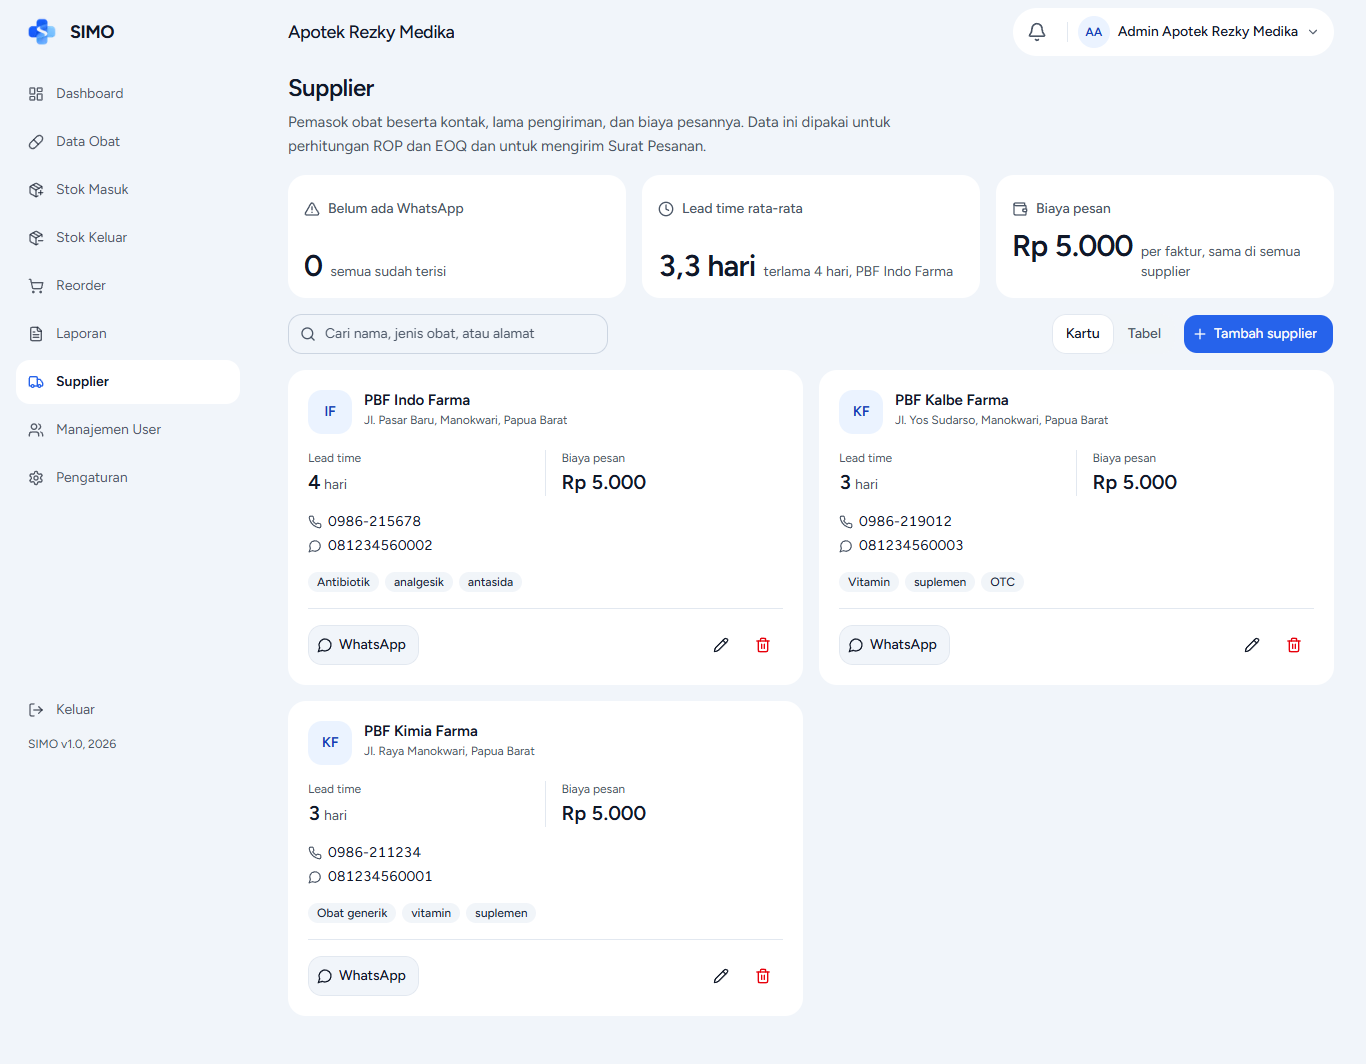 SIMO
Apotek Rezky Medika
AA
Admin Apotek Rezky Medika
Dashboard
Data Obat
Stok Masuk
Stok Keluar
Reorder
Laporan
Supplier
Manajemen User
Pengaturan
Keluar
SIMO v1.0, 2026
Supplier
Pemasok obat beserta kontak, lama pengiriman, dan biaya pesannya. Data ini dipakai untuk
perhitungan ROP dan EOQ dan untuk mengirim Surat Pesanan.
Belum ada WhatsApp
0 semua sudah terisi
Lead time rata-rata
3,3 hari terlama 4 hari, PBF Indo Farma
Biaya pesan
Rp 5.000 per faktur, sama di semua
supplier
Cari nama, jenis obat, atau alamat
Kartu
Tabel
Tambah supplier
IF
PBF Indo Farma
Jl. Pasar Baru, Manokwari, Papua Barat
Lead time
4 hari
Biaya pesan
Rp 5.000
0986-215678
081234560002
Antibiotik
analgesik
antasida
WhatsApp
KF
PBF Kalbe Farma
Jl. Yos Sudarso, Manokwari, Papua Barat
Lead time
3 hari
Biaya pesan
Rp 5.000
0986-219012
081234560003
Vitamin
suplemen
OTC
WhatsApp
KF
PBF Kimia Farma
Jl. Raya Manokwari, Papua Barat
Lead time
3 hari
Biaya pesan
Rp 5.000
0986-211234
081234560001
Obat generik
vitamin
suplemen
WhatsApp